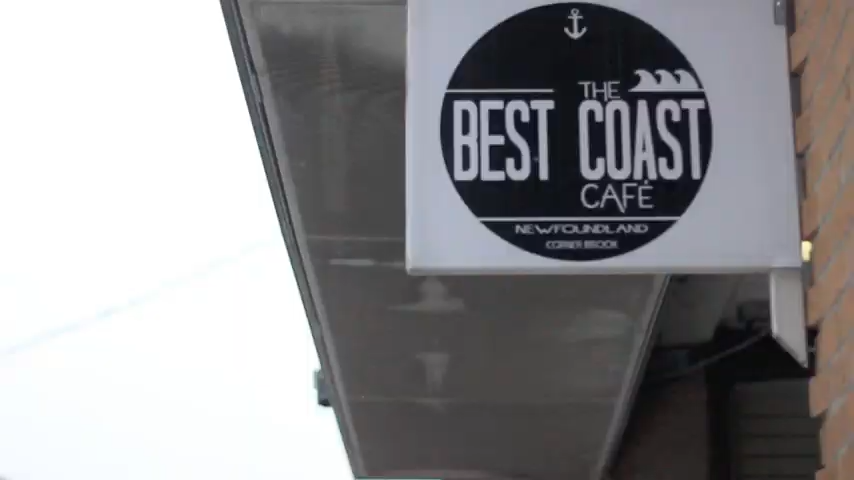 THE
BEST COAST
CAFÉ
NEWFOUNDLAND
CORNER BROOK